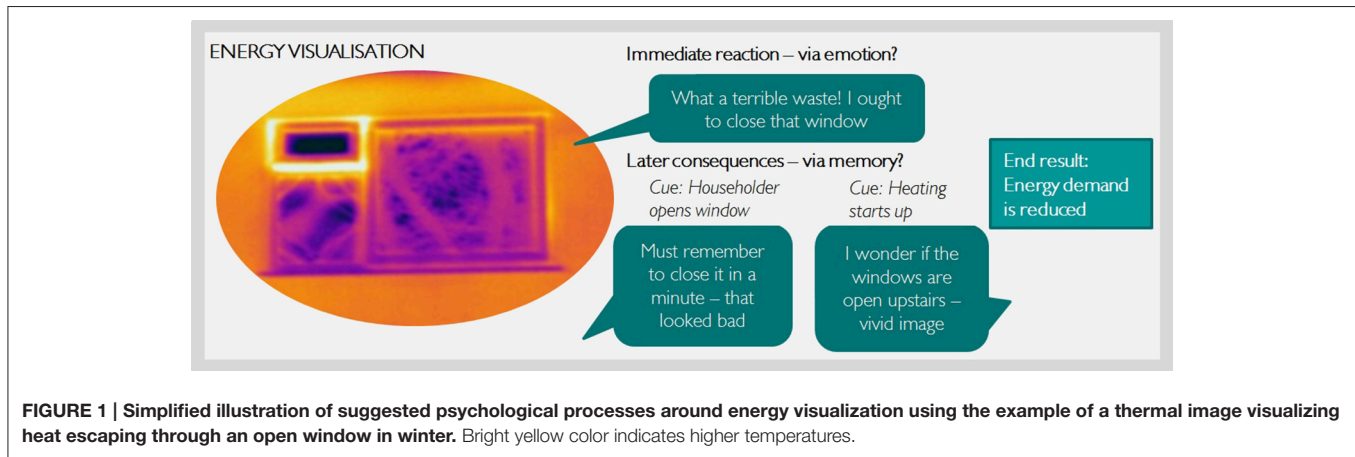 ENERGY VISUALISATION
Immediate reaction – via emotion?
What a terrible waste! I ought
to close that window
Later consequences – via memory?
Cue: Householder
opens window
Cue: Heating
starts up
Must remember
to close it in a
minute – that
looked bad
I wonder if the
windows are
open upstairs –
vivid image
End result:
Energy demand
is reduced
FIGURE 1 | Simplified illustration of suggested psychological processes around energy visualization using the example of a thermal image visualizing
heat escaping through an open window in winter. Bright yellow color indicates higher temperatures.